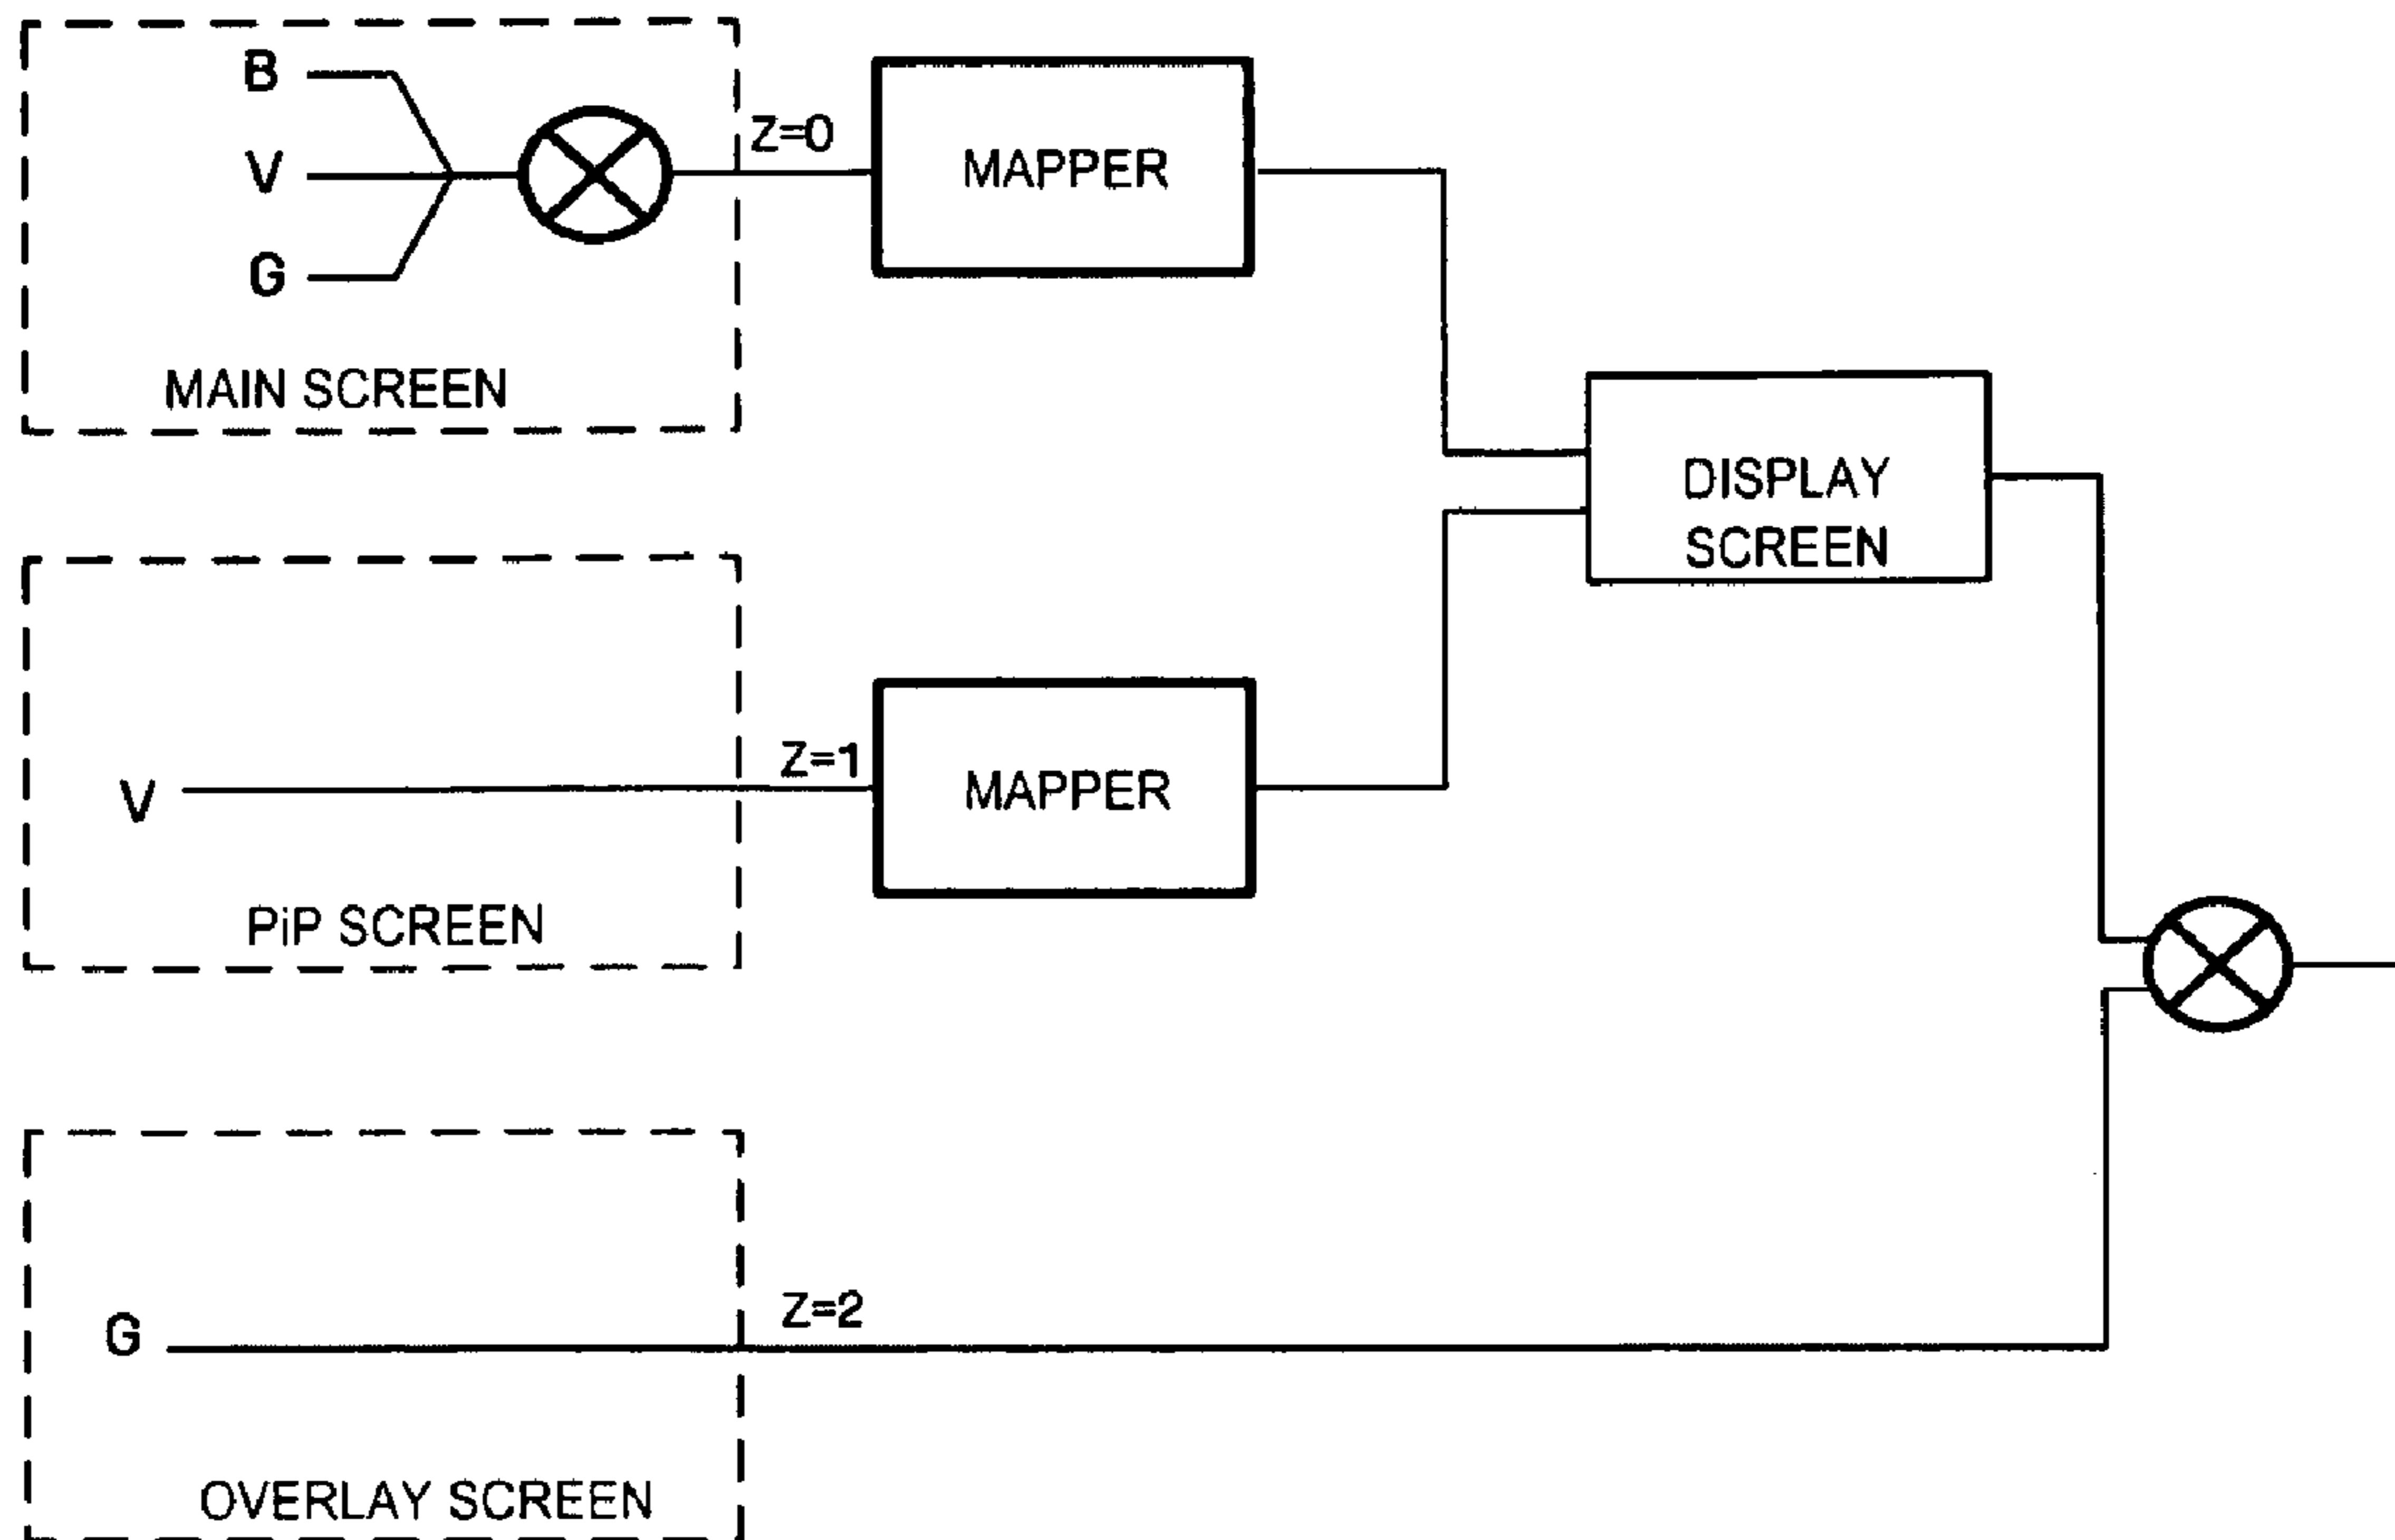 B
V
G
Z=0
MAPPER
MAIN SCREEN
DISPLAY
SCREEN
V
Z=1
MAPPER
PiP SCREEN
G
Z=2
OVERLAY SCREEN